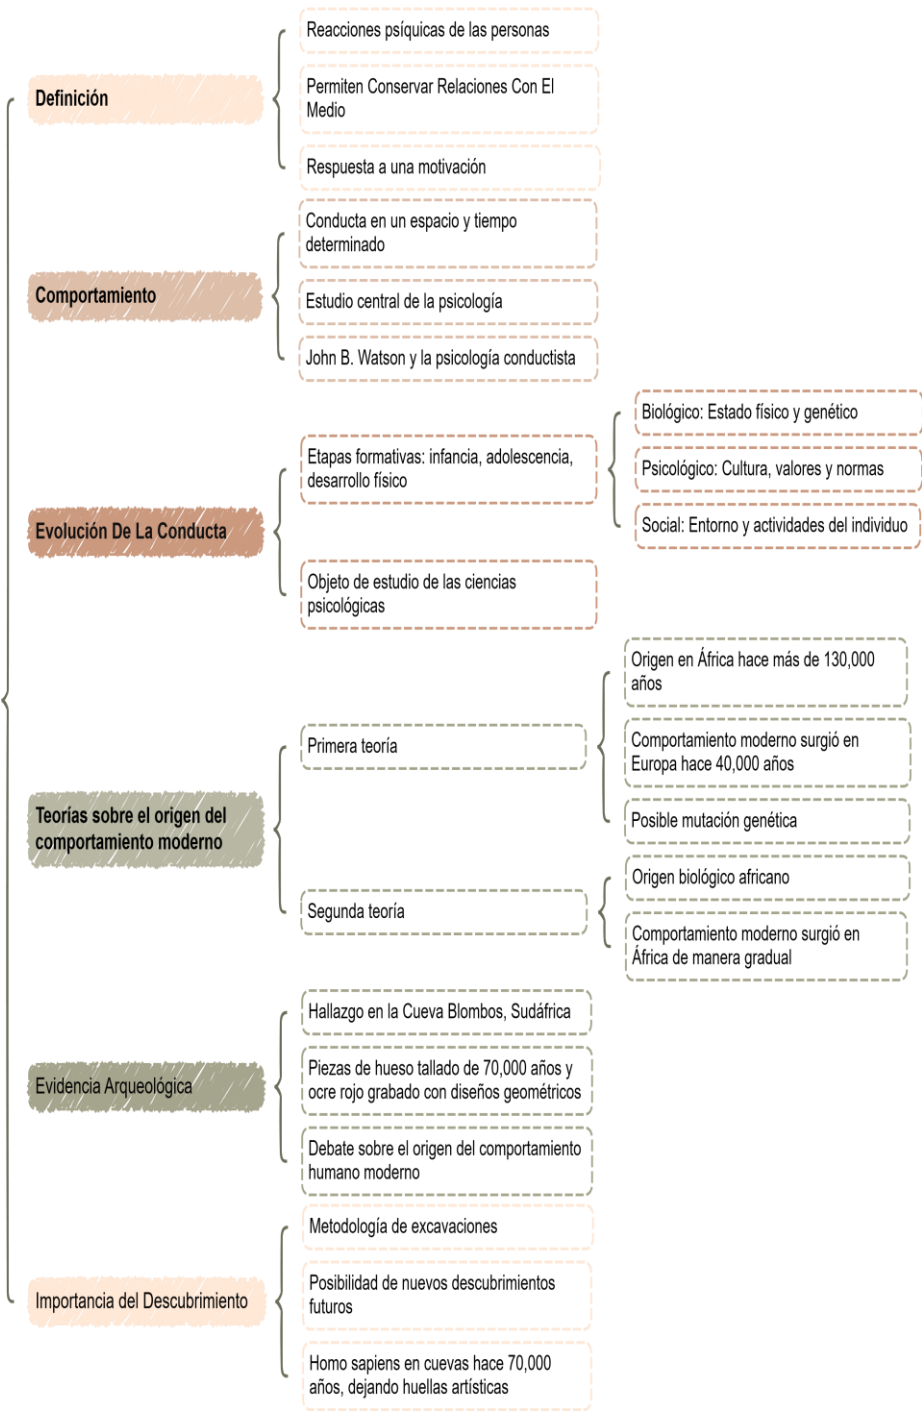 Definición
Reacciones psíquicas de las personas
Permiten Conservar Relaciones Con El
Medio
Respuesta a una motivación
Comportamiento
Conducta en un espacio y tiempo
determinado
Estudio central de la psicología
John B. Watson y la psicología conductista
Evolución De La Conducta
Etapas formativas: infancia, adolescencia,
desarrollo físico
Biológico: Estado físico y genético
Psicológico: Cultura, valores y normas
Social: Entorno y actividades del individuo
Objeto de estudio de las ciencias
psicológicas
Teorías sobre el origen del
comportamiento moderno
Primera teoría
Origen en África hace más de 130,000
años
Comportamiento moderno surgió en
Europa hace 40,000 años
Posible mutación genética
Segunda teoría
Origen biológico africano
Comportamiento moderno surgió en
África de manera gradual
Evidencia Arqueológica
Hallazgo en la Cueva Blombos, Sudáfrica
Piezas de hueso tallado de 70,000 años y
ocre rojo grabado con diseños geométricos
Debate sobre el origen del comportamiento
humano moderno
Importancia del Descubrimiento
Metodología de excavaciones
Posibilidad de nuevos descubrimientos
futuros
Homo sapiens en cuevas hace 70,000
años, dejando huellas artísticas